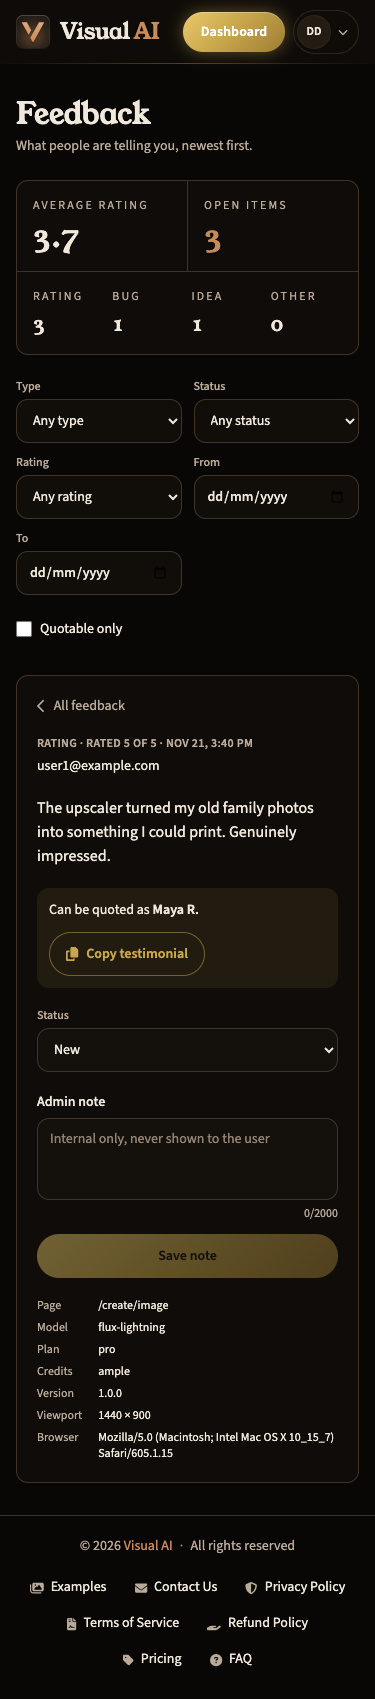 Visual AI
Dashboard
DD
Feedback
What people are telling you, newest first.
AVERAGE RATING
3.7
OPEN ITEMS
3
RATING
3
BUG
1
IDEA
1
OTHER
0
Type
Any type
Status
Any status
Rating
Any rating
From
dd/mm/yyyy
To
dd/mm/yyyy
Quotable only
All feedback
RATING · RATED 5 OF 5 · NOV 21, 3:40 PM
user1@example.com
The upscaler turned my old family photos
into something I could print. Genuinely
impressed.
Can be quoted as Maya R.
Copy testimonial
Status
New
Admin note
Internal only, never shown to the user
0/2000
Save note
Page /create/image
Model flux-lightning
Plan pro
Credits ample
Version 1.0.0
Viewport 1440 × 900
Browser Mozilla/5.0 (Macintosh; Intel Mac OS X 10_15_7)
Safari/605.1.15
© 2026 Visual AI · All rights reserved
Examples Contact Us Privacy Policy
Terms of Service Refund Policy
Pricing FAQ